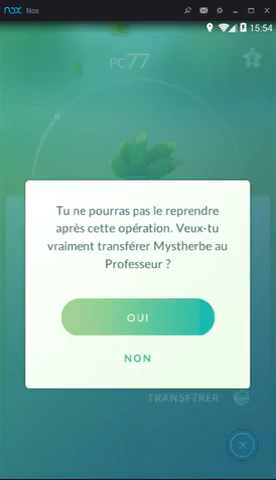 nox Nox
15:54
PC77
Tu ne pourras pas le reprendre
après cette opération. Veux-tu
vraiment transférer Mystherbe au
Professeur ?
OUI
NON
TRANSFÉRER